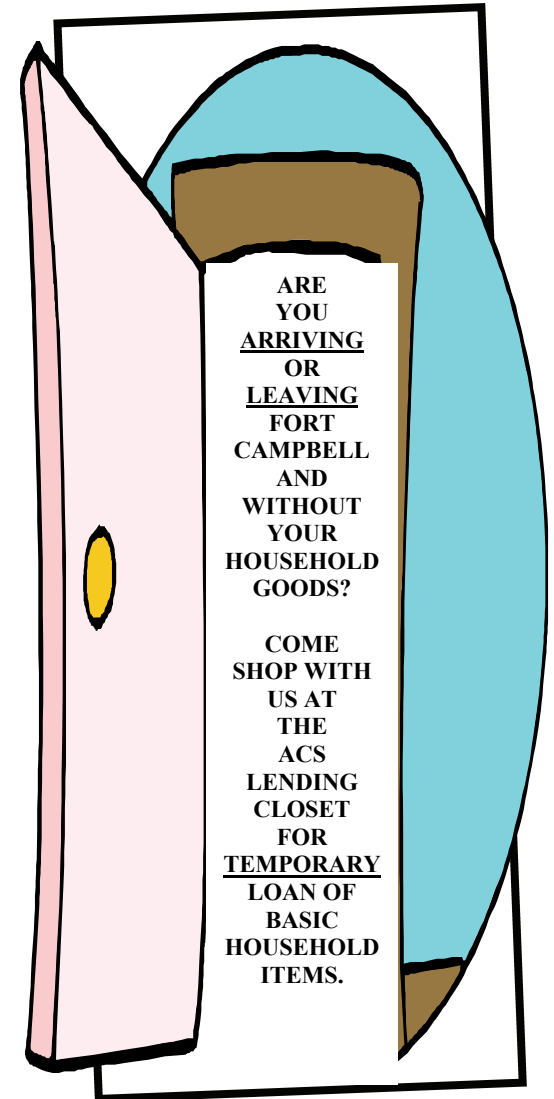 ARE
YOU
ARRIVING
OR
LEAVING
FORT
CAMPBELL
AND
WITHOUT
YOUR
HOUSEHOLD
GOODS?
COME
SHOP WITH
US AT
THE
ACS
LENDING
CLOSET
FOR
TEMPORARY
LOAN OF
BASIC
HOUSEHOLD
ITEMS.